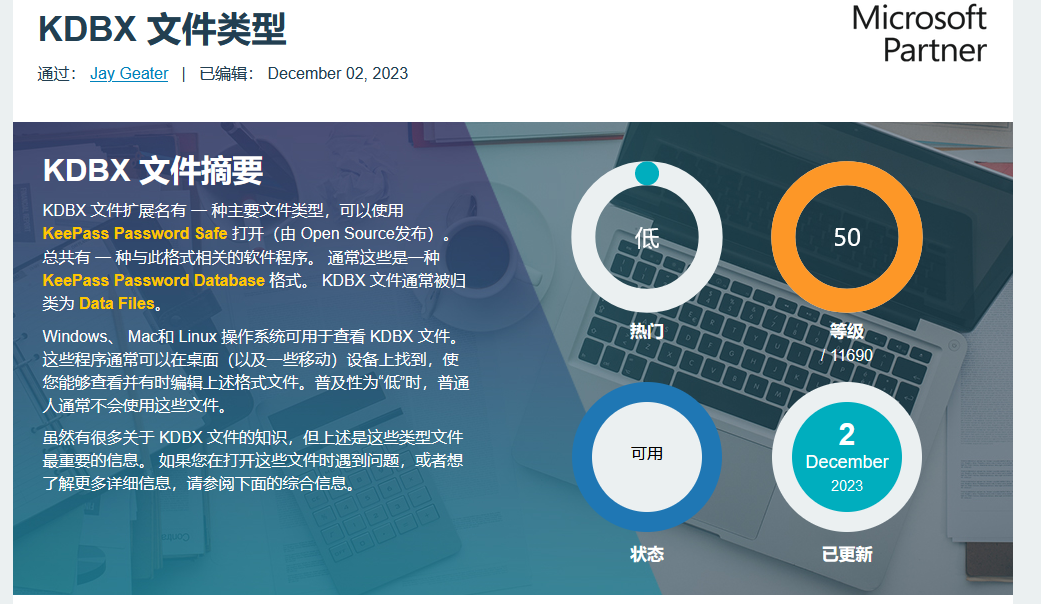 KDBX 文件类型
Microsoft
Partner
通过： Jay Geater | 已编辑： December 02, 2023
KDBX 文件摘要
KDBX 文件扩展名有 一 种主要文件类型，可以使用
KeePass Password Safe 打开（由 Open Source发布）。
总共有 一 种与此格式相关的软件程序。 通常这些是一种
KeePass Password Database 格式。 KDBX 文件通常被归
类为 Data Files。
Windows、 Mac和 Linux 操作系统可用于查看 KDBX 文件。
这些程序通常可以在桌面（以及一些移动）设备上找到，使
您能够查看并有时编辑上述格式文件。普及性为“低”时，普通
人通常不会使用这些文件。
虽然有很多关于 KDBX 文件的知识，但上述是这些类型文件
最重要的信息。 如果您在打开这些文件时遇到问题，或者想
了解更多详细信息，请参阅下面的综合信息。
低
热门
50
等级
/ 11690
可用
状态
2
December
2023
已更新